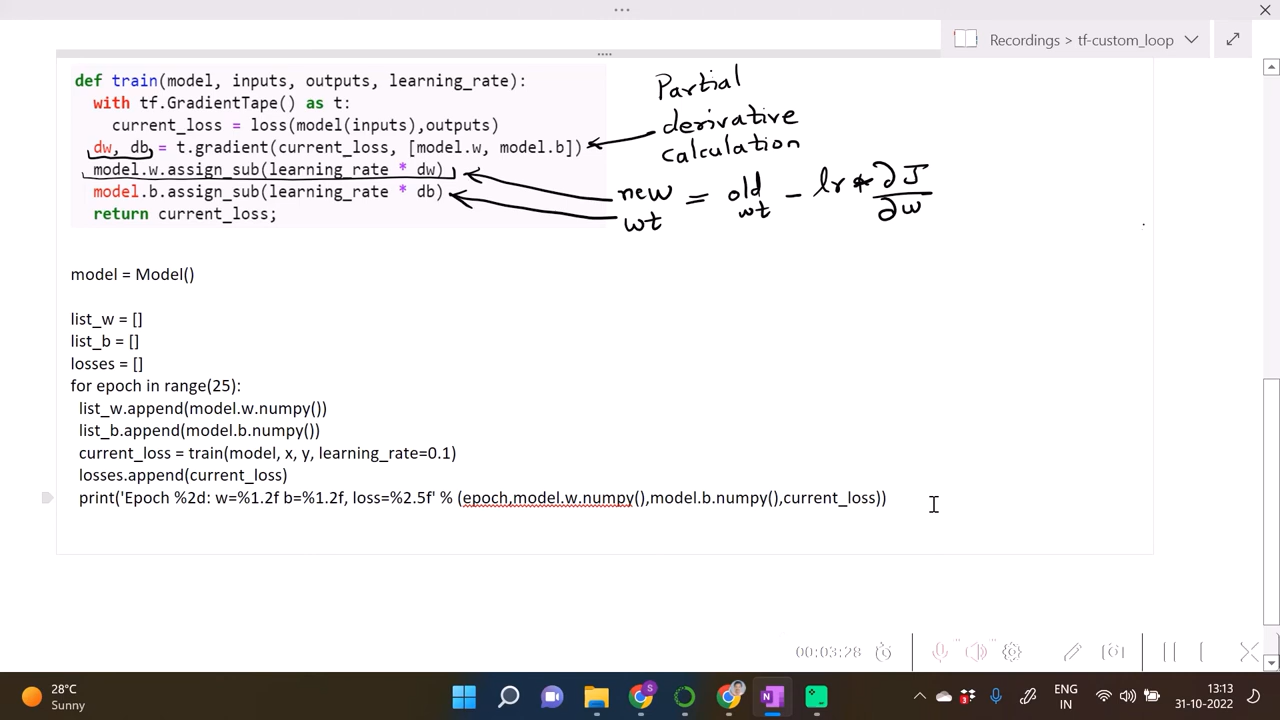 Recordings > tf-custom_loop
def train(model, inputs, outputs, learning_rate):
with tf.GradientTape() as t:
current_loss = loss(model(inputs),outputs)
dw, db = t.gradient(current_loss, [model.w, model.b])
model.w.assign_sub(learning_rate * dw)
model.b.assign_sub(learning_rate * db)
return current_loss;
Partial
derivative
calculation
new wt = old wt - lr * ∂J/∂w
model = Model()
list_w = []
list_b = []
losses = []
for epoch in range(25):
list_w.append(model.w.numpy())
list_b.append(model.b.numpy())
current_loss = train(model, x, y, learning_rate=0.1)
losses.append(current_loss)
print('Epoch %2d: w=%1.2f b=%1.2f, loss=%2.5f' % (epoch,model.w.numpy(),model.b.numpy(),current_loss))
00:03:28
28°C
Sunny
ENG
IN
13:13
31-10-2022